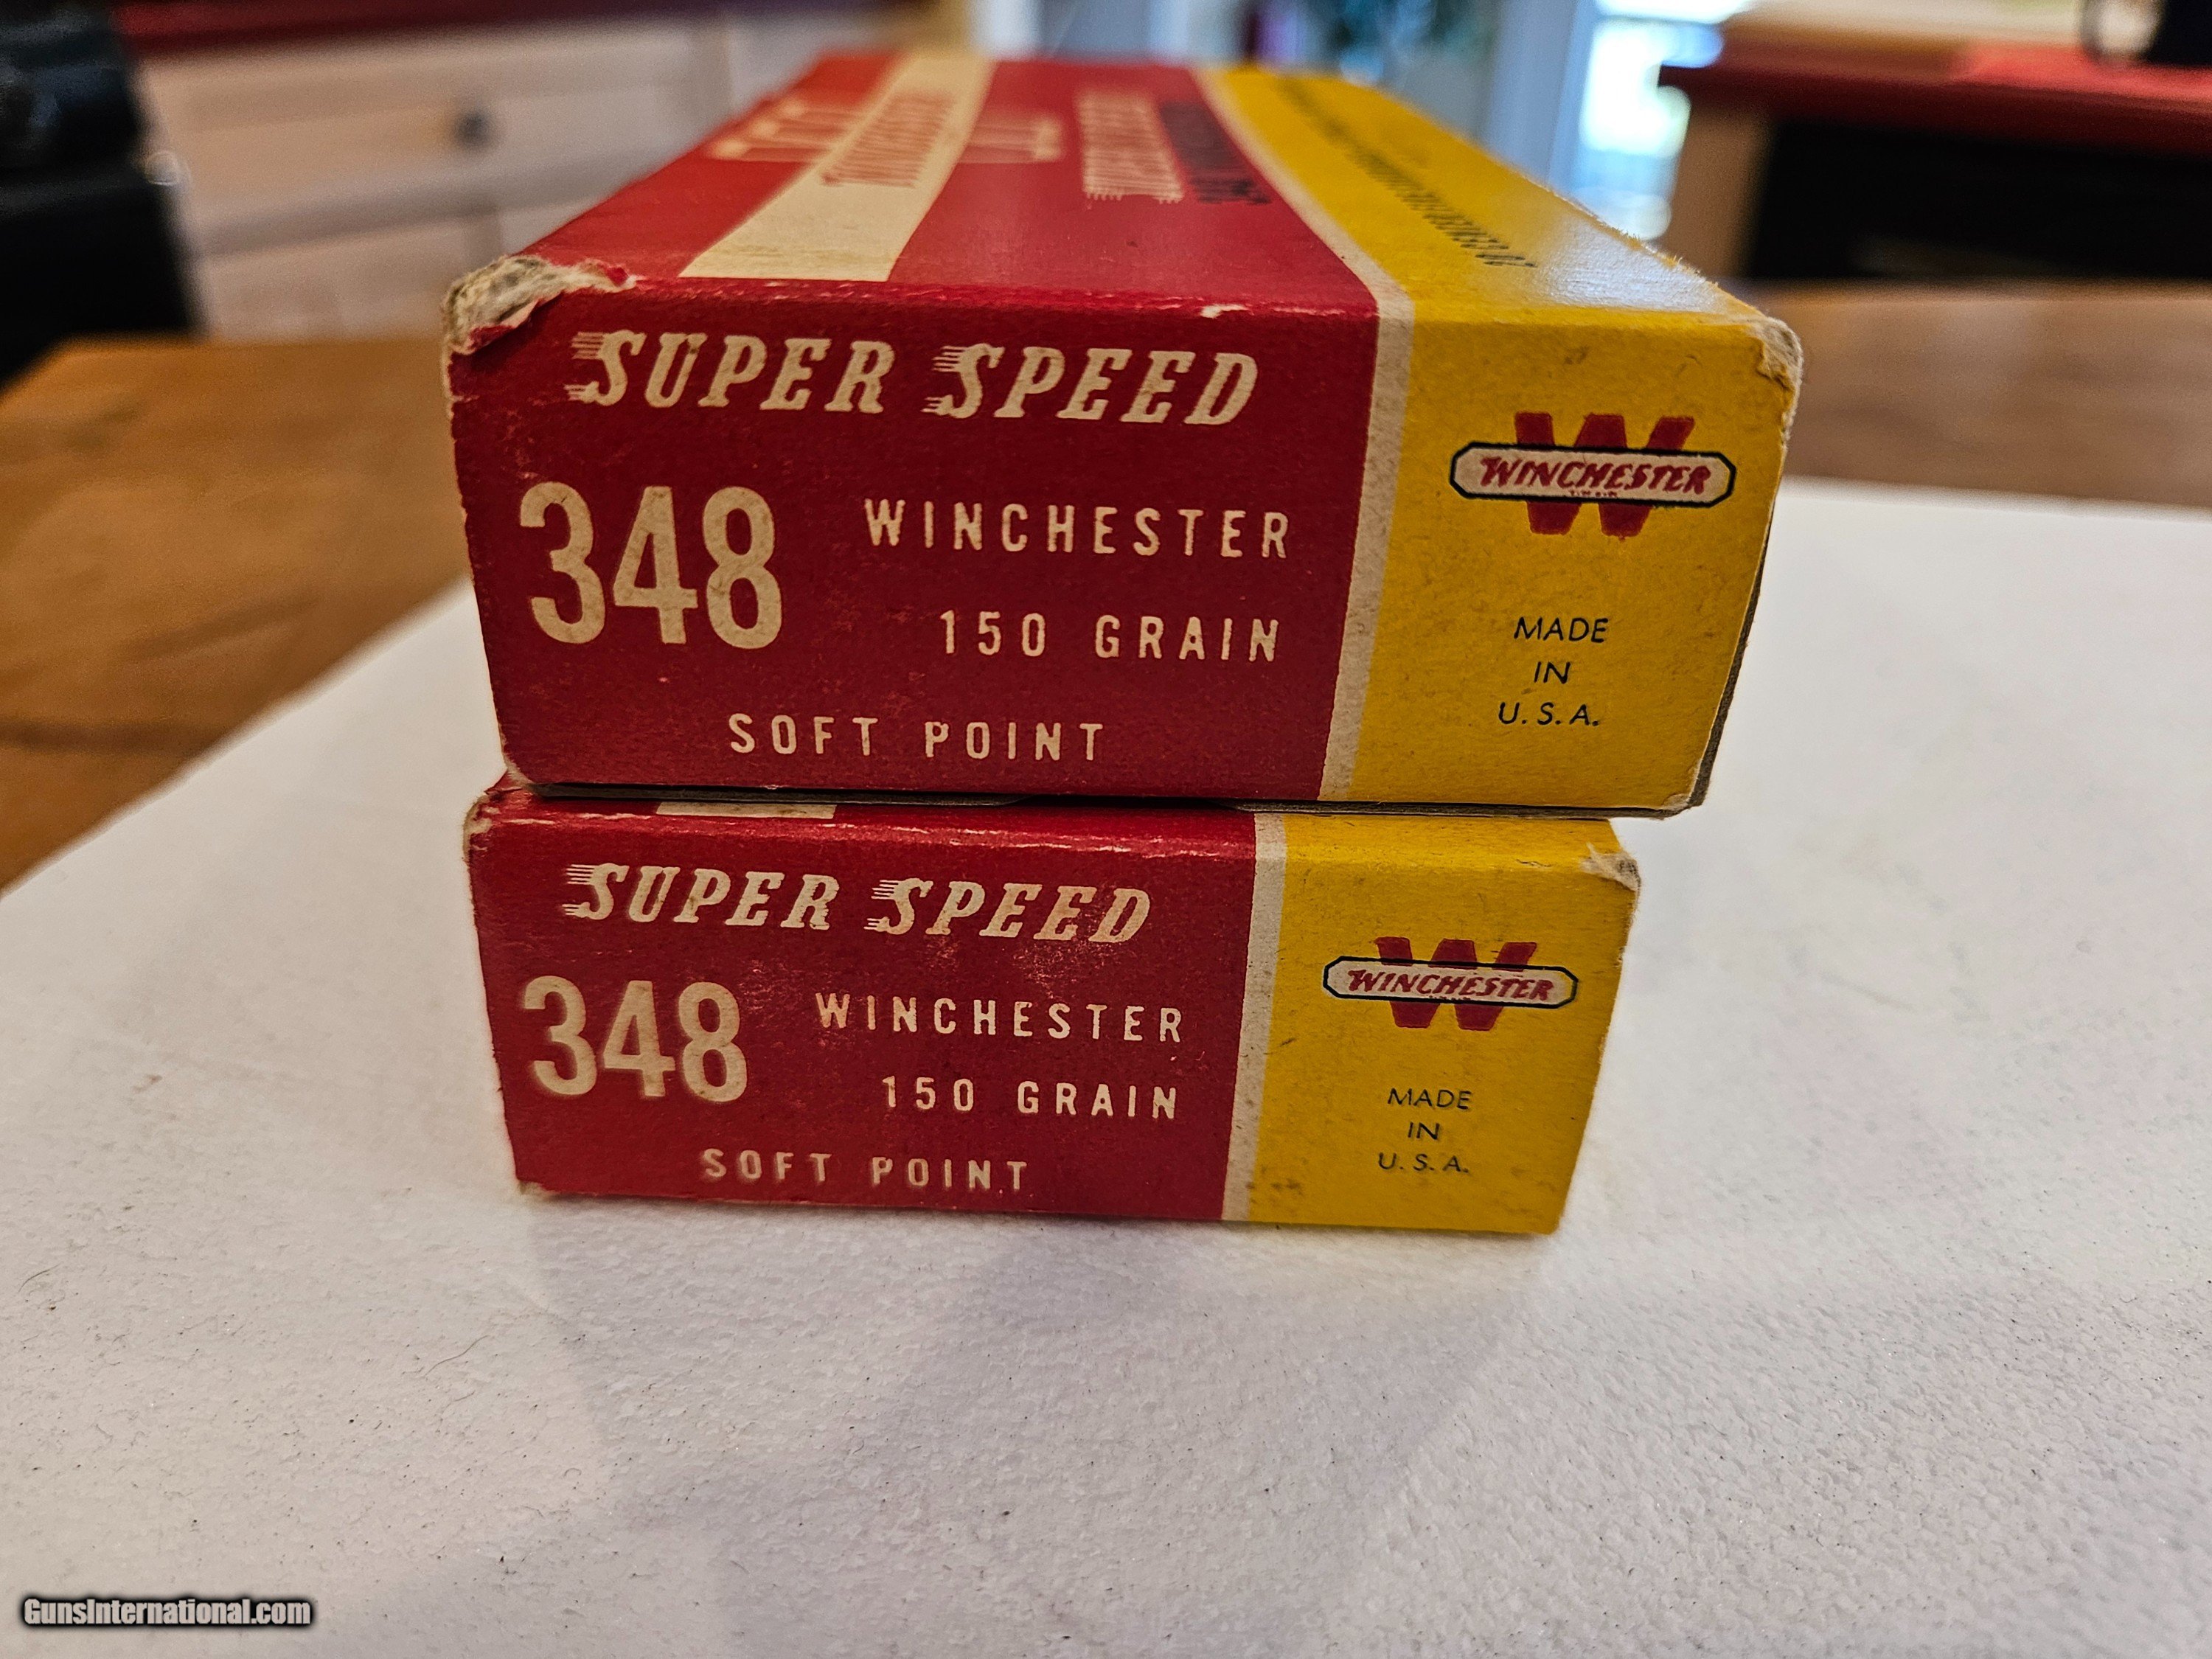 SUPER SPEED
348 WINCHESTER
150 GRAIN
SOFT POINT
WINCHESTER
MADE
IN
U.S.A.
SUPER SPEED
348 WINCHESTER
150 GRAIN
SOFT POINT
WINCHESTER
MADE
IN
U.S.A.
GunsInternational.com